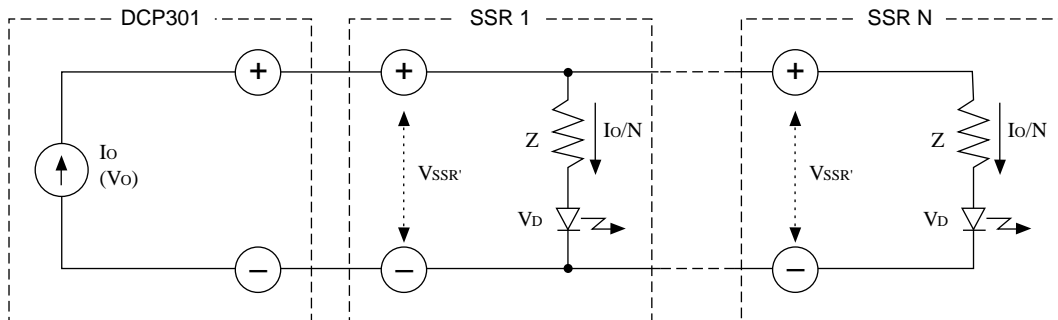 DCP301
SSR 1
SSR N
+
+
+
IO
(VO)
VSSR'
Z
IO/N
VD
VSSR'
Z
IO/N
VD
−
−
−